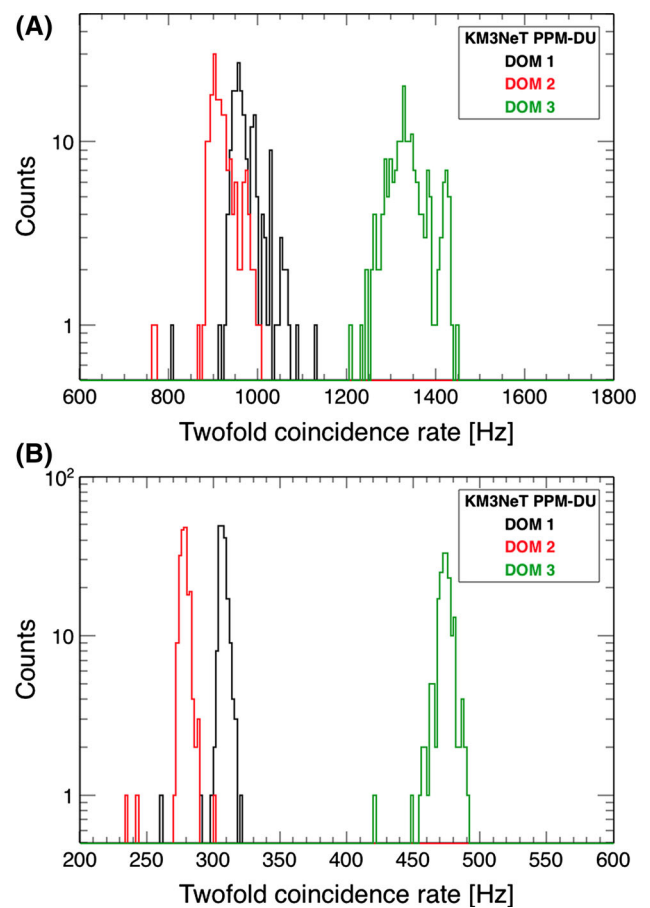 (A)
KM3NeT PPM-DU
DOM 1
DOM 2
DOM 3
10
1
Counts
600 800 1000 1200 1400 1600 1800
Twofold coincidence rate [Hz]
(B)
10²
KM3NeT PPM-DU
DOM 1
DOM 2
DOM 3
10
1
Counts
200 250 300 350 400 450 500 550 600
Twofold coincidence rate [Hz]